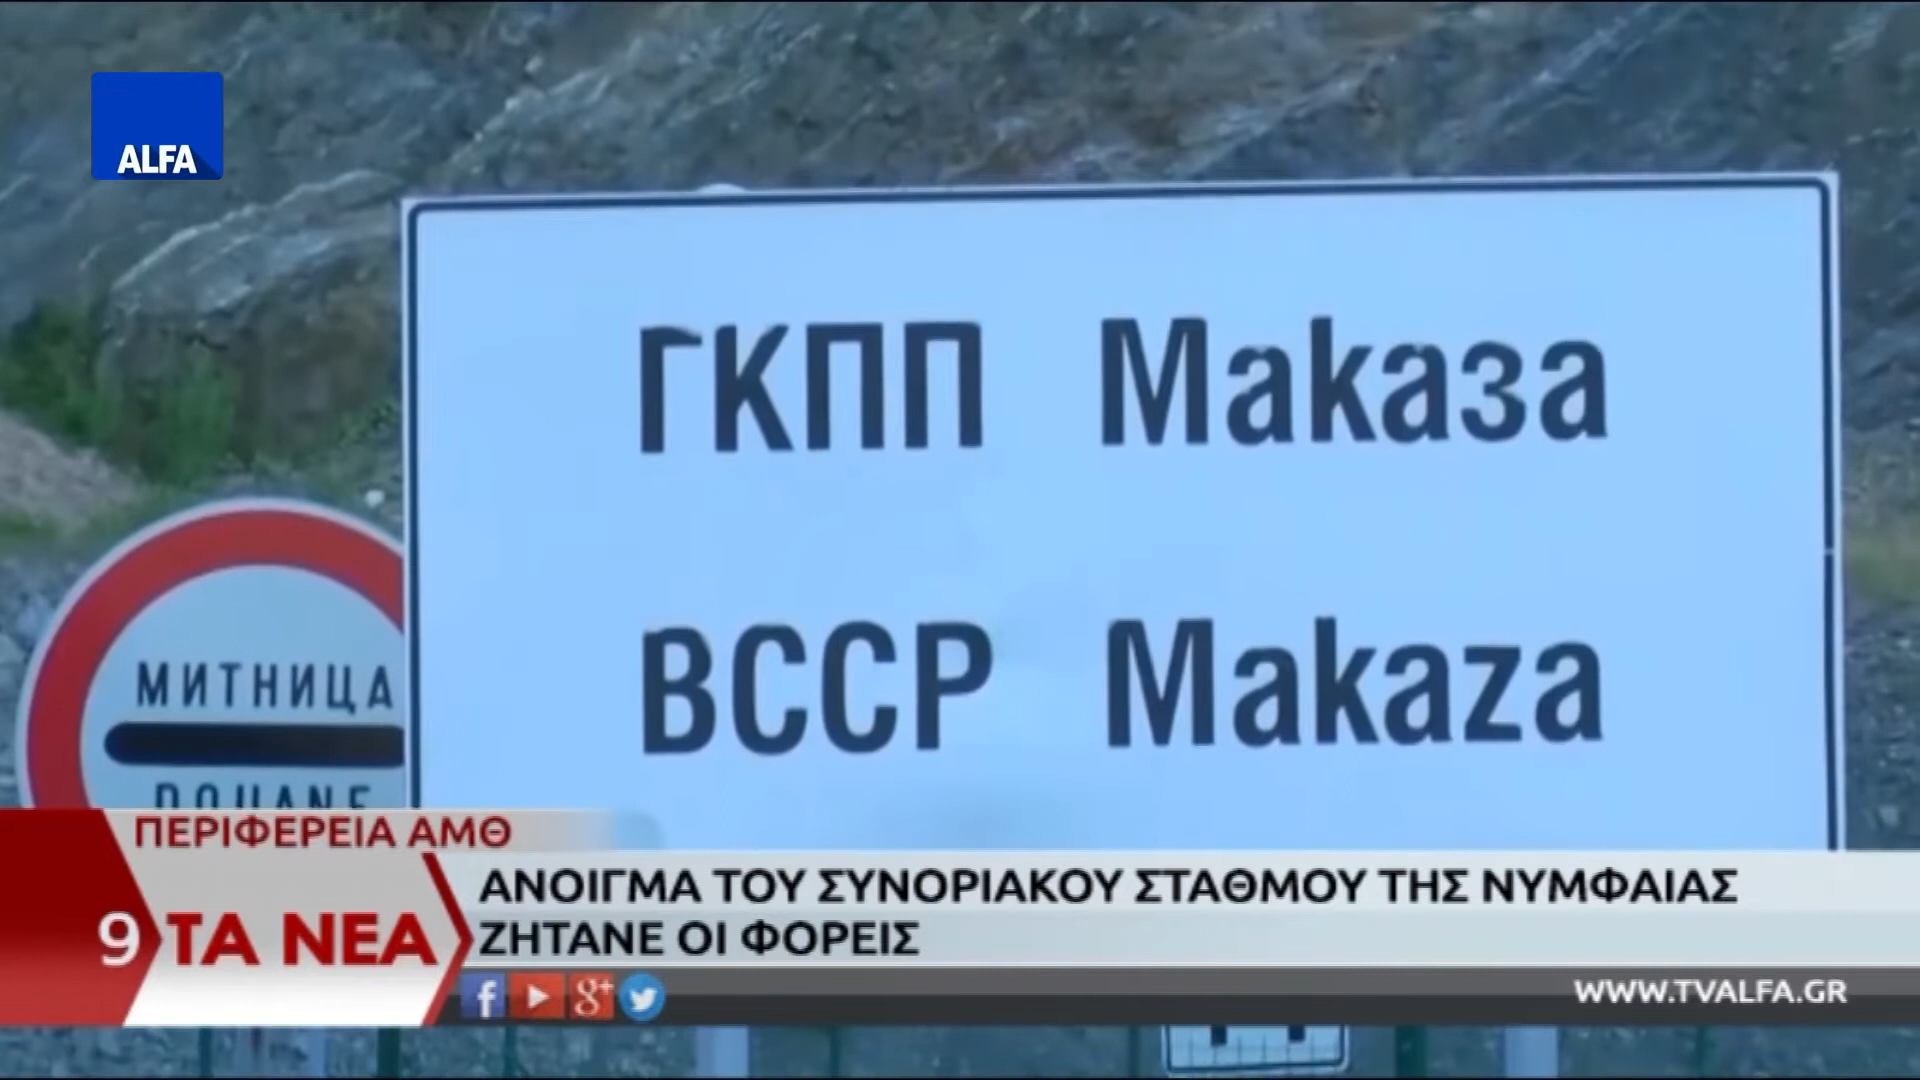 ALFA
ГКПП Маказа
BCCP Makaza
МИТНИЦА
DOUANE
ΠΕΡΙΦΕΡΕΙΑ ΑΜΘ
ΑΝΟΙΓΜΑ ΤΟΥ ΣΥΝΟΡΙΑΚΟΥ ΣΤΑΘΜΟΥ ΤΗΣ ΝΥΜΦΑΙΑΣ
ΖΗΤΑΝΕ ΟΙ ΦΟΡΕΙΣ
9 ΤΑ ΝΕΑ
WWW.TVALFA.GR